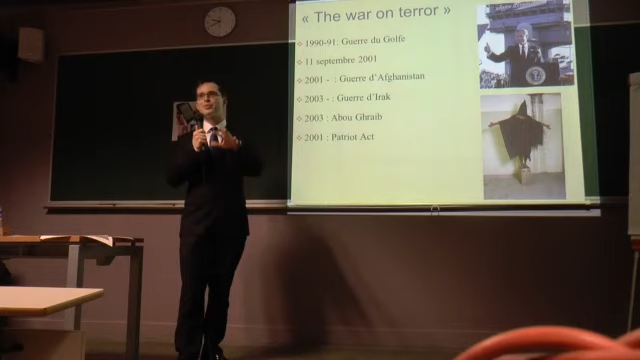 « The war on terror »
1990-91: Guerre du Golfe
11 septembre 2001
2001 - : Guerre d'Afghanistan
2003 - : Guerre d'Irak
2003 : Abou Ghraib
2001 : Patriot Act